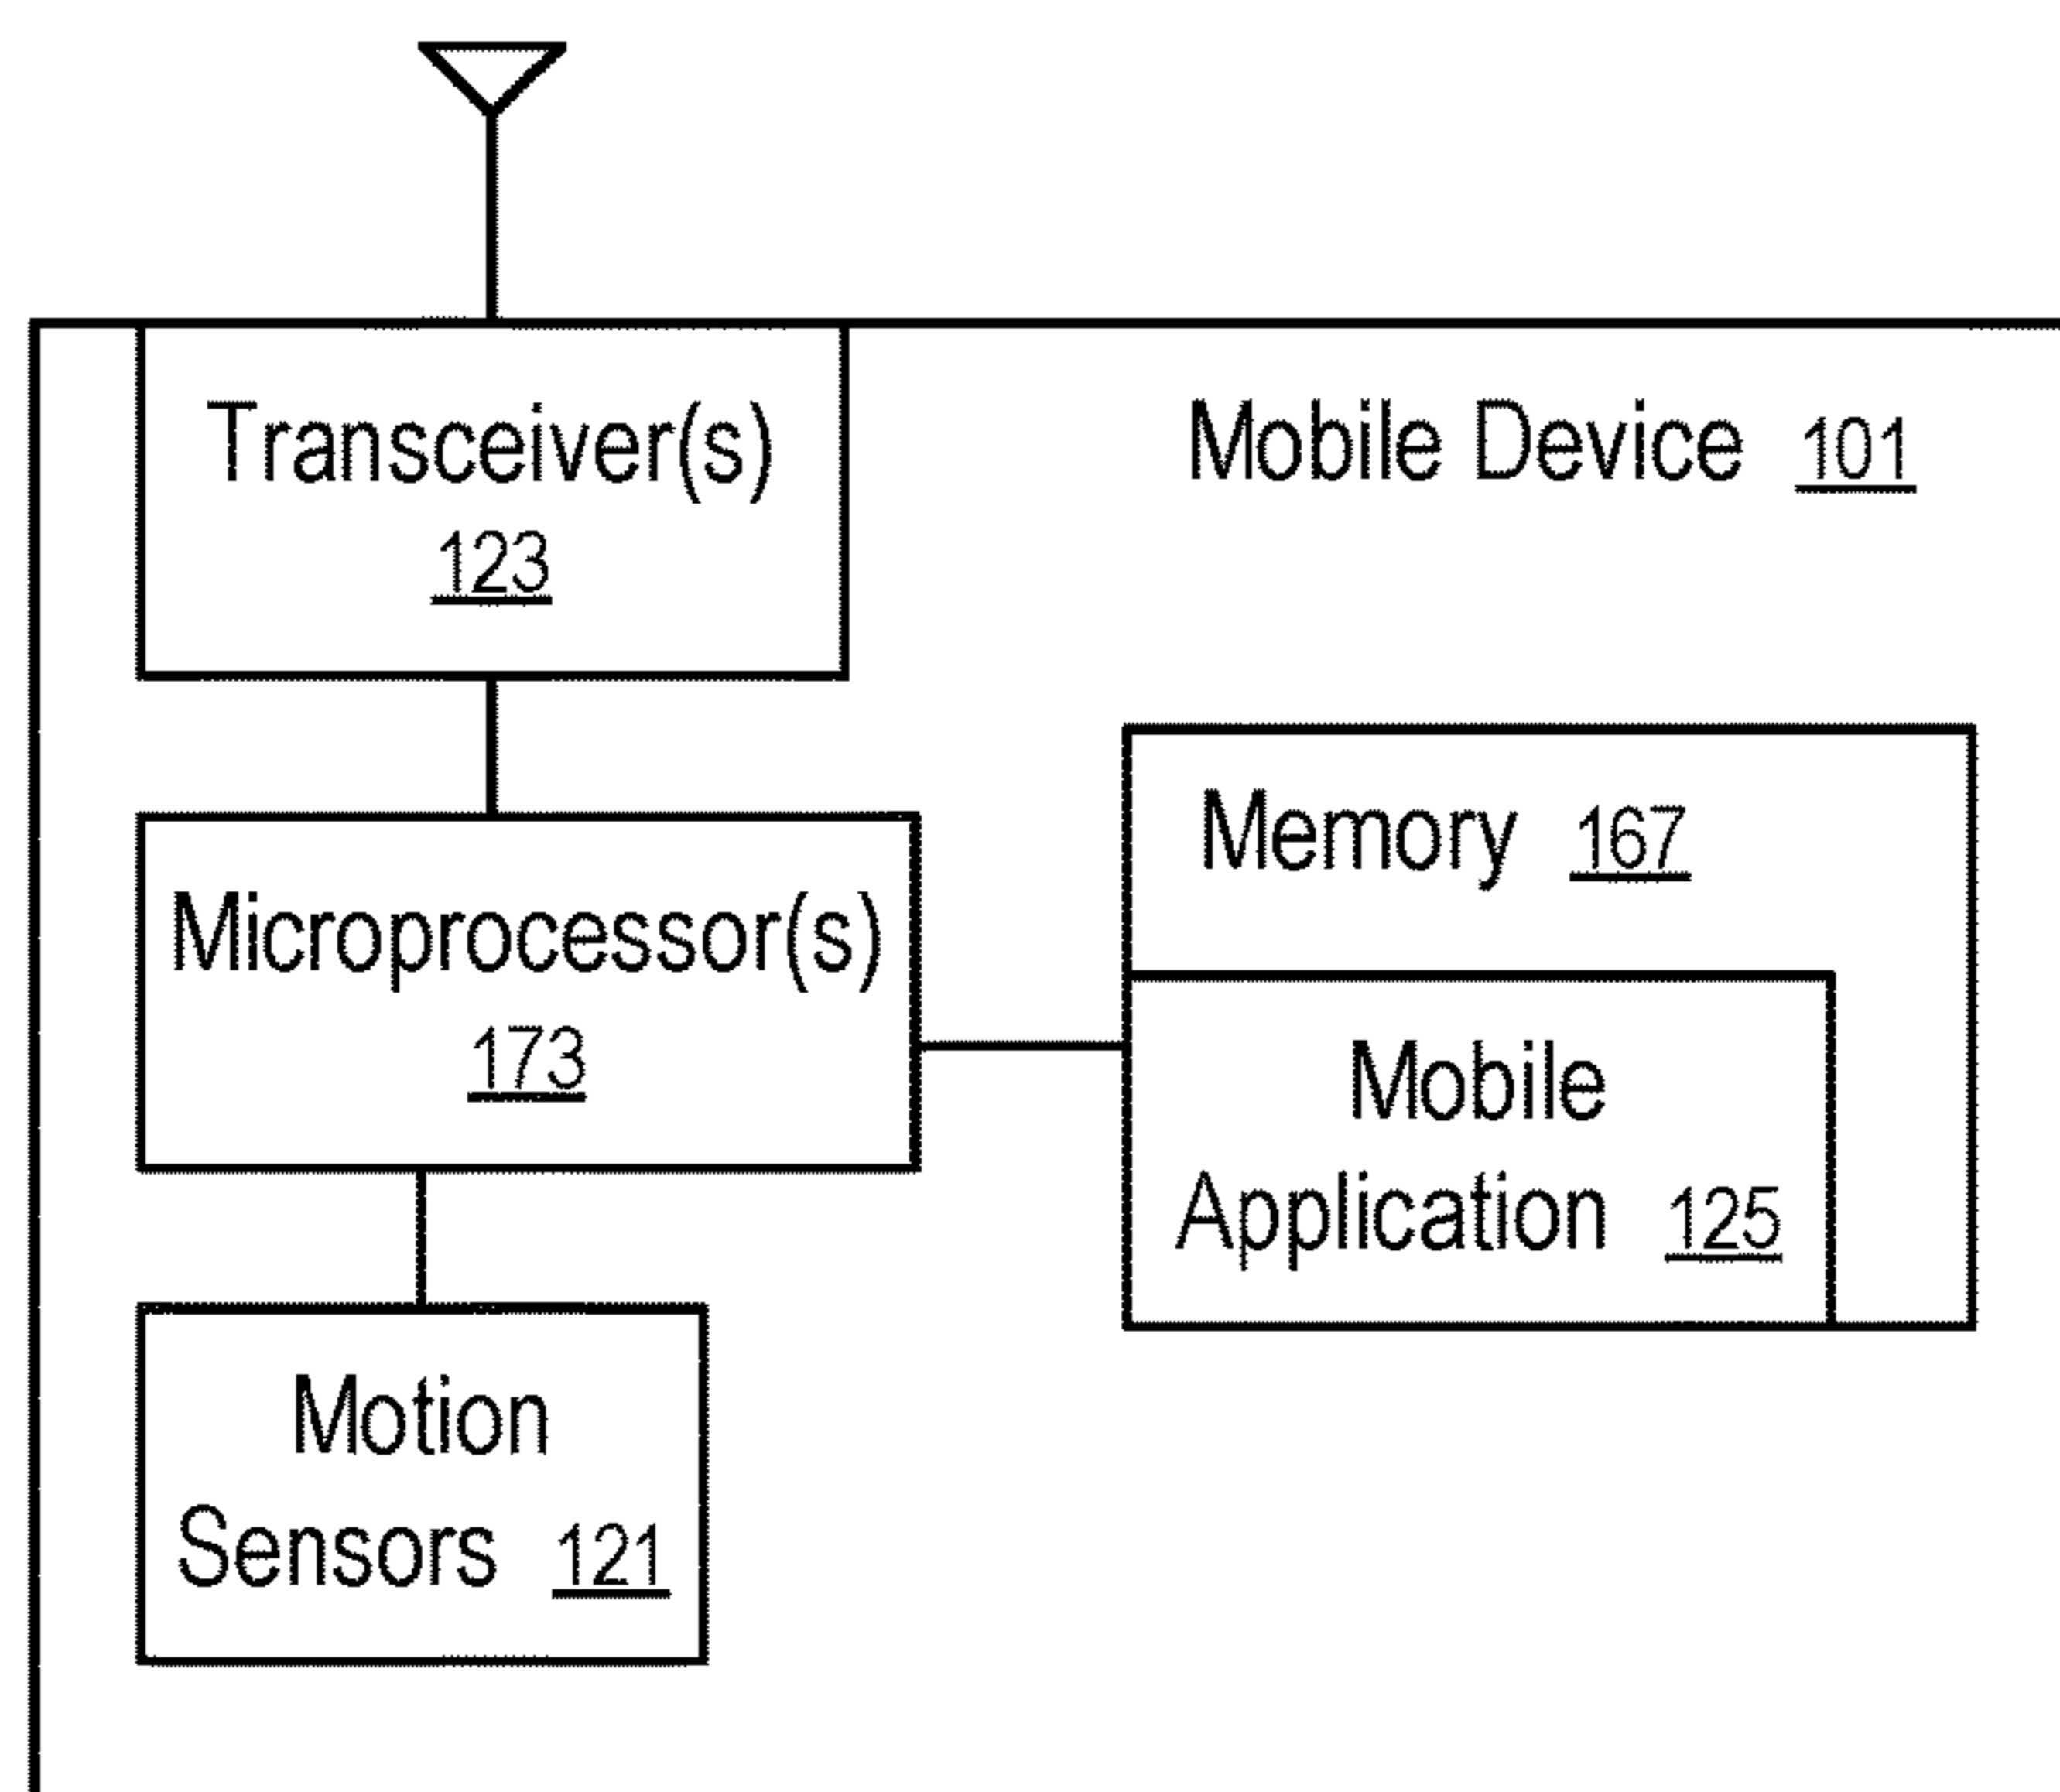 Transceiver(s)
123
Mobile Device 101
Microprocessor(s)
173
Memory 167
Mobile
Application 125
Motion
Sensors 121